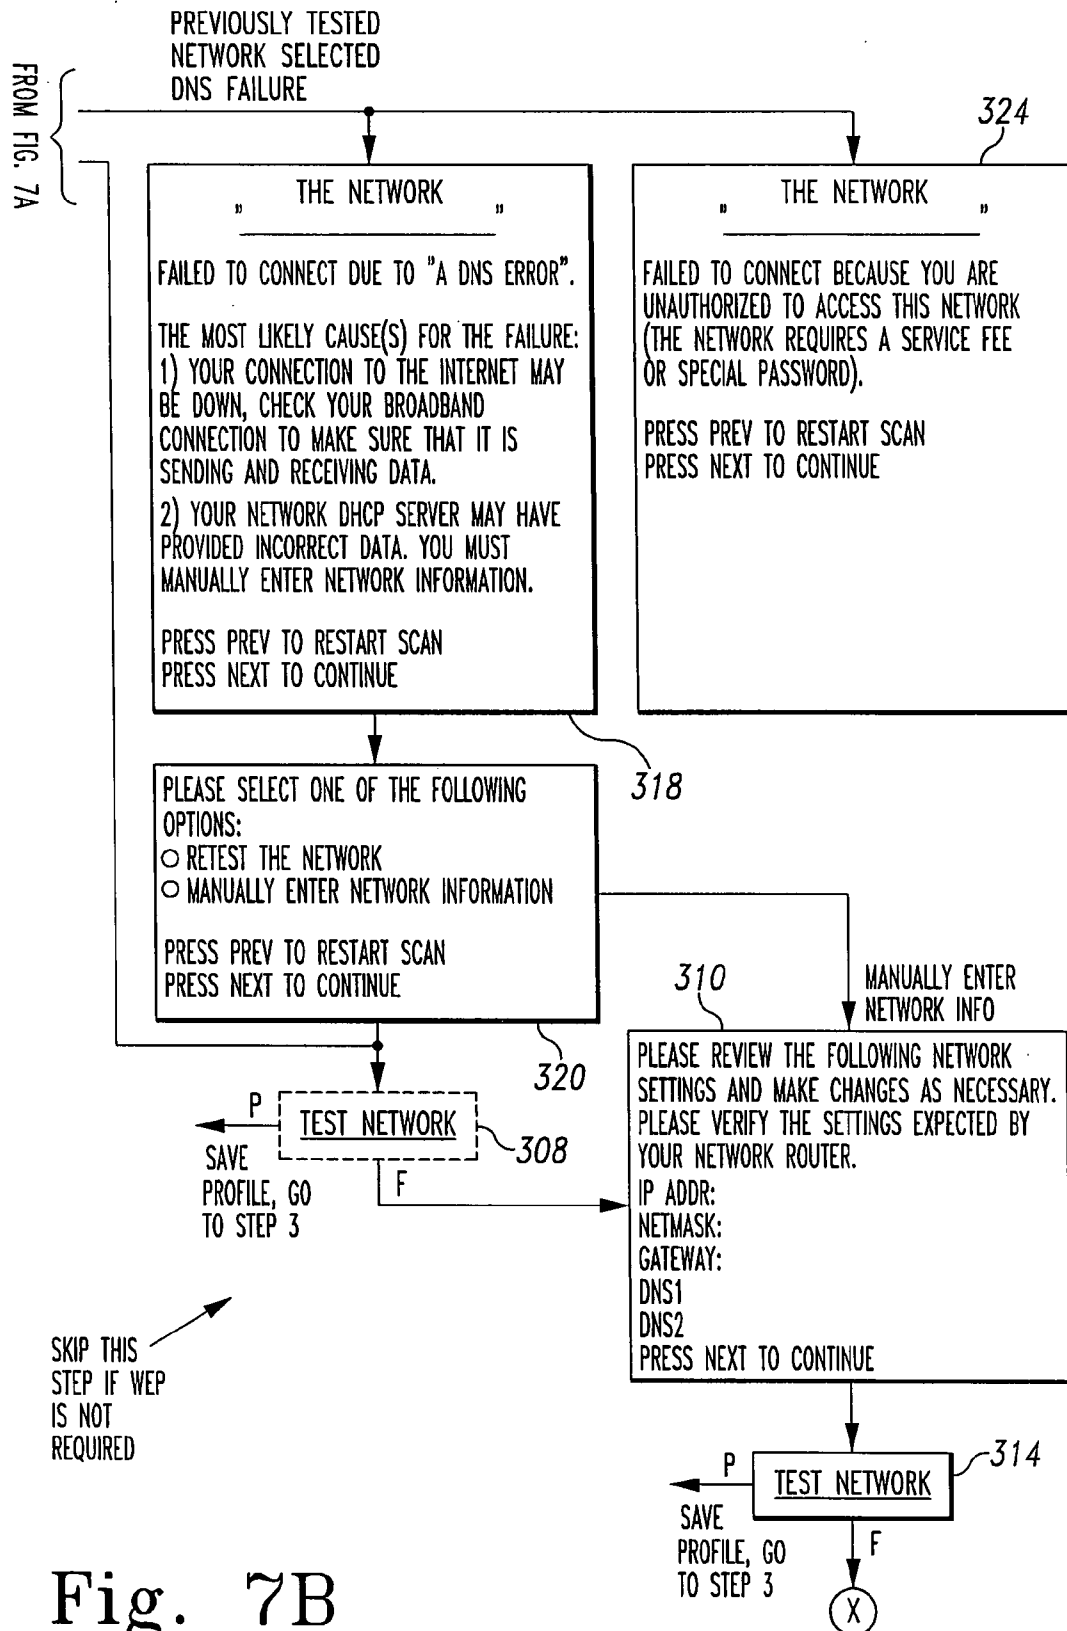 PREVIOUSLY TESTED
NETWORK SELECTED
DNS FAILURE
FROM FIG. 7A
324
THE NETWORK
" "
FAILED TO CONNECT DUE TO "A DNS ERROR".
THE MOST LIKELY CAUSE(S) FOR THE FAILURE:
1) YOUR CONNECTION TO THE INTERNET MAY
BE DOWN, CHECK YOUR BROADBAND
CONNECTION TO MAKE SURE THAT IT IS
SENDING AND RECEIVING DATA.
2) YOUR NETWORK DHCP SERVER MAY HAVE
PROVIDED INCORRECT DATA. YOU MUST
MANUALLY ENTER NETWORK INFORMATION.
PRESS PREV TO RESTART SCAN
PRESS NEXT TO CONTINUE
THE NETWORK
" "
FAILED TO CONNECT BECAUSE YOU ARE
UNAUTHORIZED TO ACCESS THIS NETWORK
(THE NETWORK REQUIRES A SERVICE FEE
OR SPECIAL PASSWORD).
PRESS PREV TO RESTART SCAN
PRESS NEXT TO CONTINUE
318
PLEASE SELECT ONE OF THE FOLLOWING
OPTIONS:
RETEST THE NETWORK
MANUALLY ENTER NETWORK INFORMATION
PRESS PREV TO RESTART SCAN
PRESS NEXT TO CONTINUE
320
310
MANUALLY ENTER
NETWORK INFO
PLEASE REVIEW THE FOLLOWING NETWORK
SETTINGS AND MAKE CHANGES AS NECESSARY.
PLEASE VERIFY THE SETTINGS EXPECTED BY
YOUR NETWORK ROUTER.
IP ADDR:
NETMASK:
GATEWAY:
DNS1
DNS2
PRESS NEXT TO CONTINUE
P
TEST NETWORK
308
SAVE
PROFILE, GO
TO STEP 3
F
SKIP THIS
STEP IF WEP
IS NOT
REQUIRED
P
TEST NETWORK
314
SAVE
PROFILE, GO
TO STEP 3
F
X
Fig. 7B